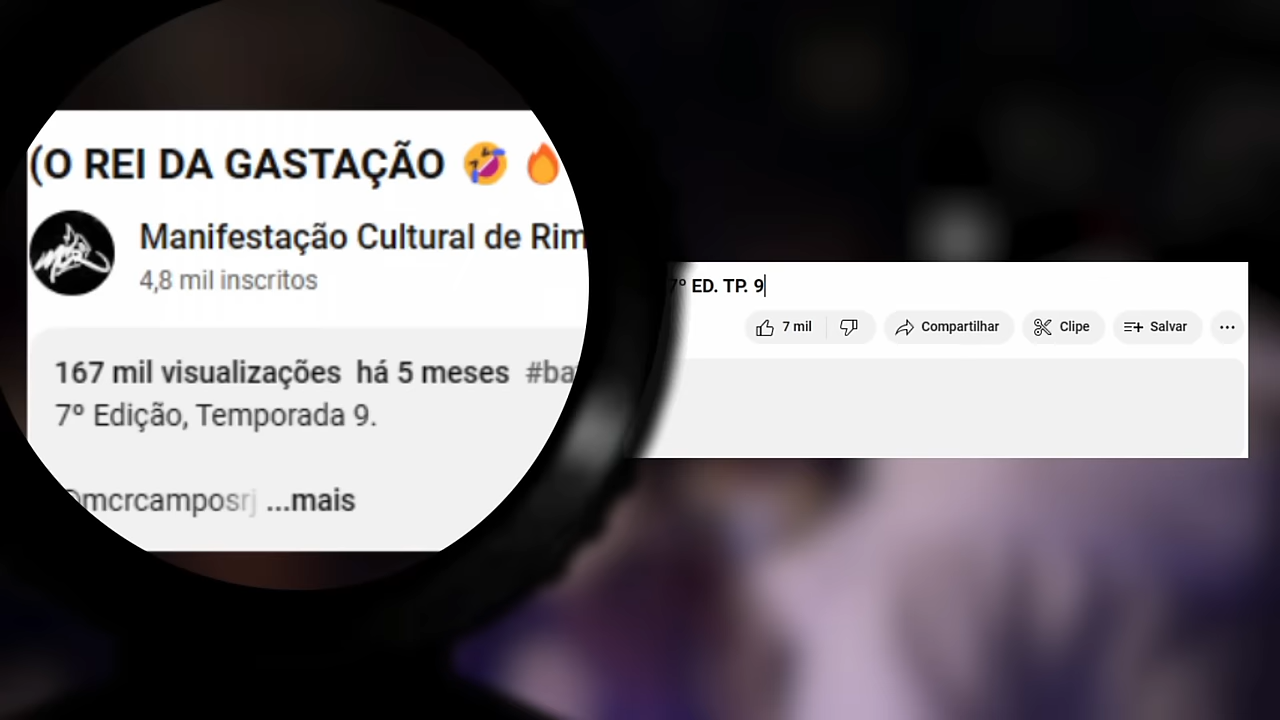 (O REI DA GASTAÇÃO 🤣 🔥
7º ED. TP. 9
Manifestação Cultural de Rim
4,8 mil inscritos
7 mil
Compartilhar
Clipe
Salvar
167 mil visualizações há 5 meses #ba
7º Edição, Temporada 9.
mcrcamposrj ...mais